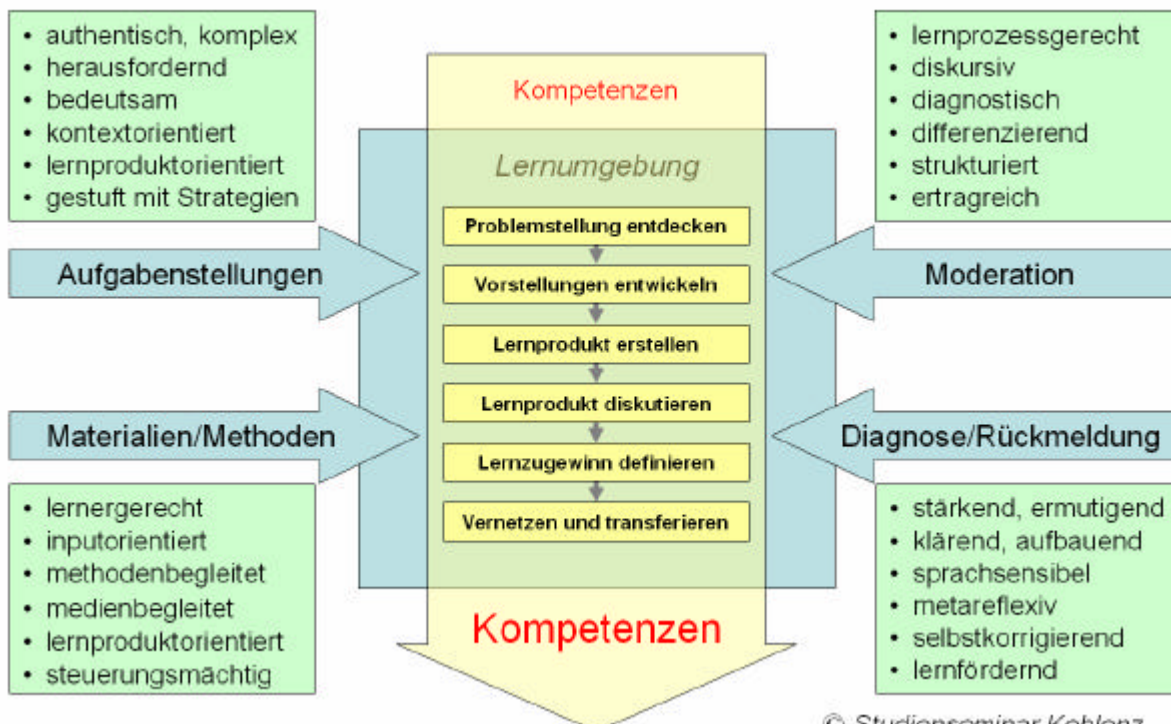 • authentisch, komplex
• herausfordernd
• bedeutsam
• kontextorientiert
• lernproduktorientiert
• gestuft mit Strategien
Aufgabenstellungen
Materialien/Methoden
• lernergerecht
• inputorientiert
• methodenbegleitet
• medienbegleitet
• lernproduktorientiert
• steuerungsmächtig
Kompetenzen
Lernumgebung
Problemstellung entdecken
Vorstellungen entwickeln
Lernprodukt erstellen
Lernprodukt diskutieren
Lernzugewinn definieren
Vernetzen und transferieren
Kompetenzen
• lernprozessgerecht
• diskursiv
• diagnostisch
• differenzierend
• strukturiert
• ertragreich
Moderation
Diagnose/Rückmeldung
• stärkend, ermutigend
• klärend, aufbauend
• sprachsensibel
• metareflexiv
• selbstkorrigierend
• lernfördernd
© Studienseminar Koblenz